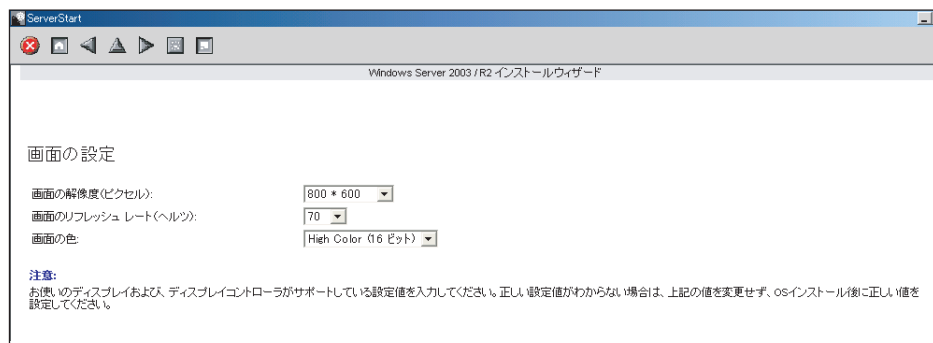 ServerStart
Windows Server 2003 / R2 インストールウィザード
画面の設定
画面の解像度(ピクセル): 800 * 600
画面のリフレッシュ レート(ヘルツ): 70
画面の色: High Color (16 ビット)
注意:
お使いのディスプレイおよび、ディスプレイコントローラがサポートしている設定値を入力してください。正しい設定値がわからない場合は、上記の値を変更せず、OSインストール後に正しい値を
設定してください。